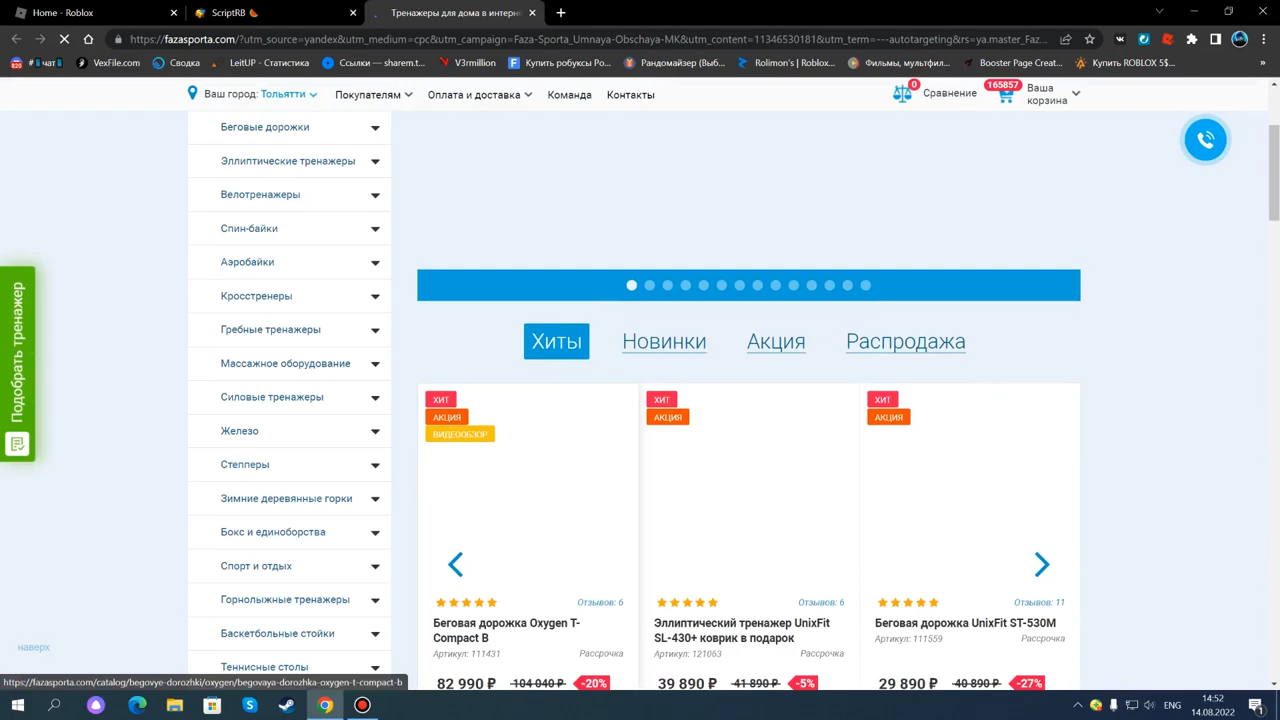 Home - Roblox
ScriptRB
Тренажеры для дома в интерн
https://fazasporta.com/?utm_source=yandex&utm_medium=cpc&utm_campaign=Faza-Sporta_Umnaya-Obschaya-MK&utm_content=11346530181&utm_term=---autotargeting&rs=ya.master_Faz...
# чат
VexFile.com
Сводка
LeitUP - Статистика
Ссылки — sharemt.t...
V3rmillion
Купить робуксы Ро...
Рандомайзер (Выб...
Rolimon's | Roblox...
Фильмы, мультфил...
Booster Page Creat...
Купить ROBLOX 5$...
»
Ваш город: Тольятти
Покупателям
Оплата и доставка
Команда
Контакты
0
Сравнение
165857
Ваша
корзина
Беговые дорожки
Эллиптические тренажеры
Велотренажеры
Спин-байки
Аэробайки
Кросстренеры
Гребные тренажеры
Массажное оборудование
Силовые тренажеры
Железо
Степперы
Зимние деревянные горки
Бокс и единоборства
Спорт и отдых
Горнолыжные тренажеры
Баскетбольные стойки
Теннисные столы
Подобрать тренажер
наверх
Хиты
Новинки
Акция
Распродажа
ХИТ
АКЦИЯ
ВИДЕООБЗОР
Отзывов: 6
Беговая дорожка Oxygen T-
Compact B
Артикул: 111431
Рассрочка
82 990 ₽ 104 040 ₽ -20%
ХИТ
АКЦИЯ
Отзывов: 6
Эллиптический тренажер UnixFit
SL-430+ коврик в подарок
Артикул: 121063
Рассрочка
39 890 ₽ 41 890 ₽ -5%
ХИТ
АКЦИЯ
Отзывов: 11
Беговая дорожка UnixFit ST-530M
Артикул: 111559
Рассрочка
29 890 ₽ 40 890 ₽ -27%
https://fazasporta.com/catalog/begovye-dorozhki/oxygen/begovaya-dorozhka-oxygen-t-compact-b
ENG
14:52
14.08.2022